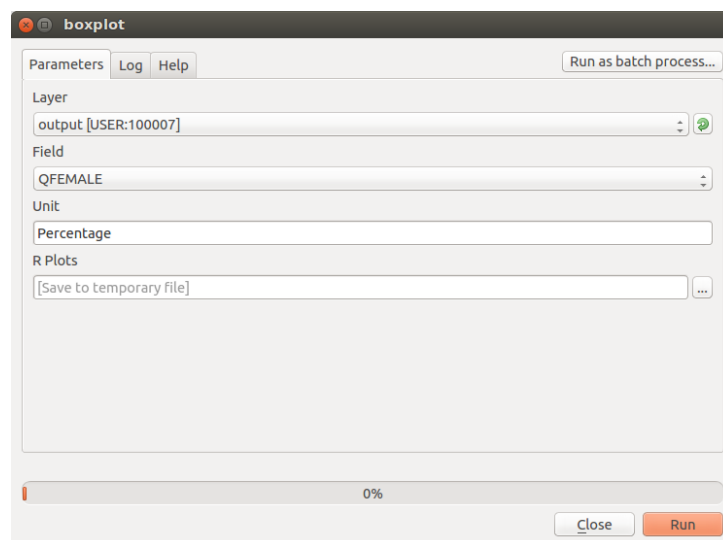 boxplot
Parameters Log Help Run as batch process...
Layer
output [USER:100007]
Field
QFEMALE
Unit
Percentage
R Plots
[Save to temporary file] ...
0%
Close Run